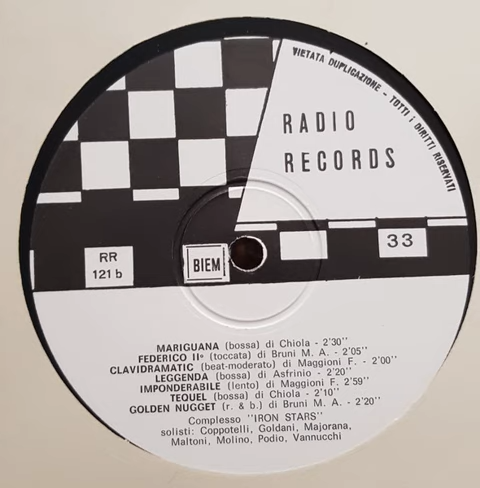 VIETATA DUPLICAZIONE - TOTTI i DIRITTI RISERVATI
RADIO
RECORDS
33
RR
121 b
BIEM
MARIGUANA (bossa) di Chiola - 2'30''
FEDERICO IIº (toccata) di Bruni M. A. - 2'05''
CLAVIDRAMATIC (beat-moderato) di Maggioni F. - 2'00''
LEGGENDA (bossa) di Asfrinio - 2'20''
IMPONDERABILE (lento) di Maggioni F. 2'59''
TEQUEL (bossa) di Chiola - 2'10''
GOLDEN NUGGET (r. & b.) di Bruni M. A. - 2'20''
Complesso ''IRON STARS''
solisti: Coppotelli, Goldani, Majorana,
Maltoni, Molino, Podio, Vannucchi